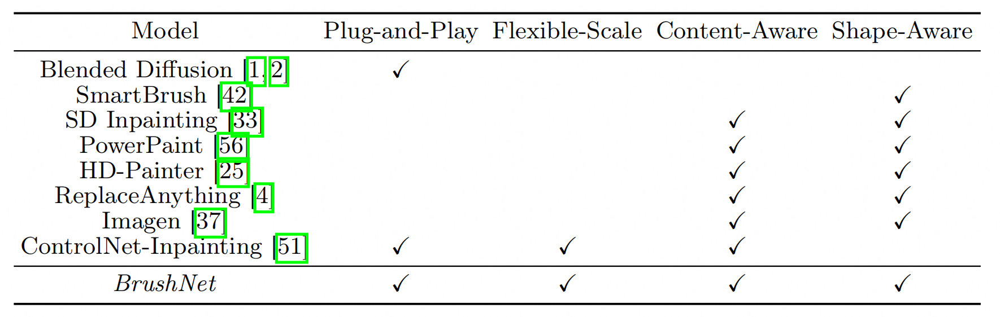 Model Plug-and-Play Flexible-Scale Content-Aware Shape-Aware
Blended Diffusion [1, 2] ✓
SmartBrush [42] ✓
SD Inpainting [33] ✓ ✓
PowerPaint [56] ✓ ✓
HD-Painter [25] ✓ ✓
ReplaceAnything [4] ✓ ✓
Imagen [37] ✓ ✓
ControlNet-Inpainting [51] ✓ ✓ ✓
BrushNet ✓ ✓ ✓ ✓